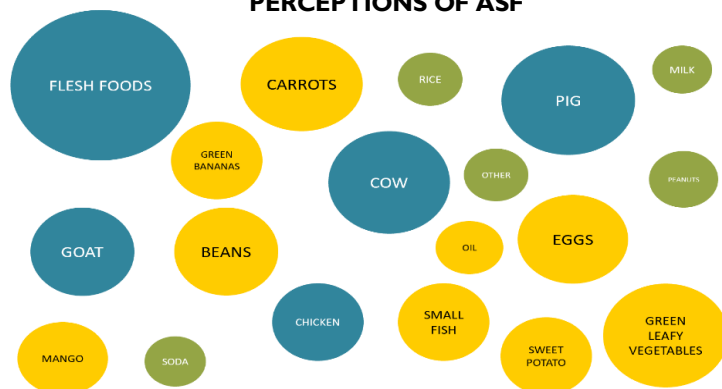 PERCEPTIONS OF ASF
FLESH FOODS
CARROTS
RICE
PIG
MILK
GREEN
BANANAS
COW
OTHER
PEANUTS
GOAT
BEANS
OIL
EGGS
CHICKEN
SMALL
FISH
GREEN
LEAFY
VEGETABLES
MANGO
SODA
SWEET
POTATO